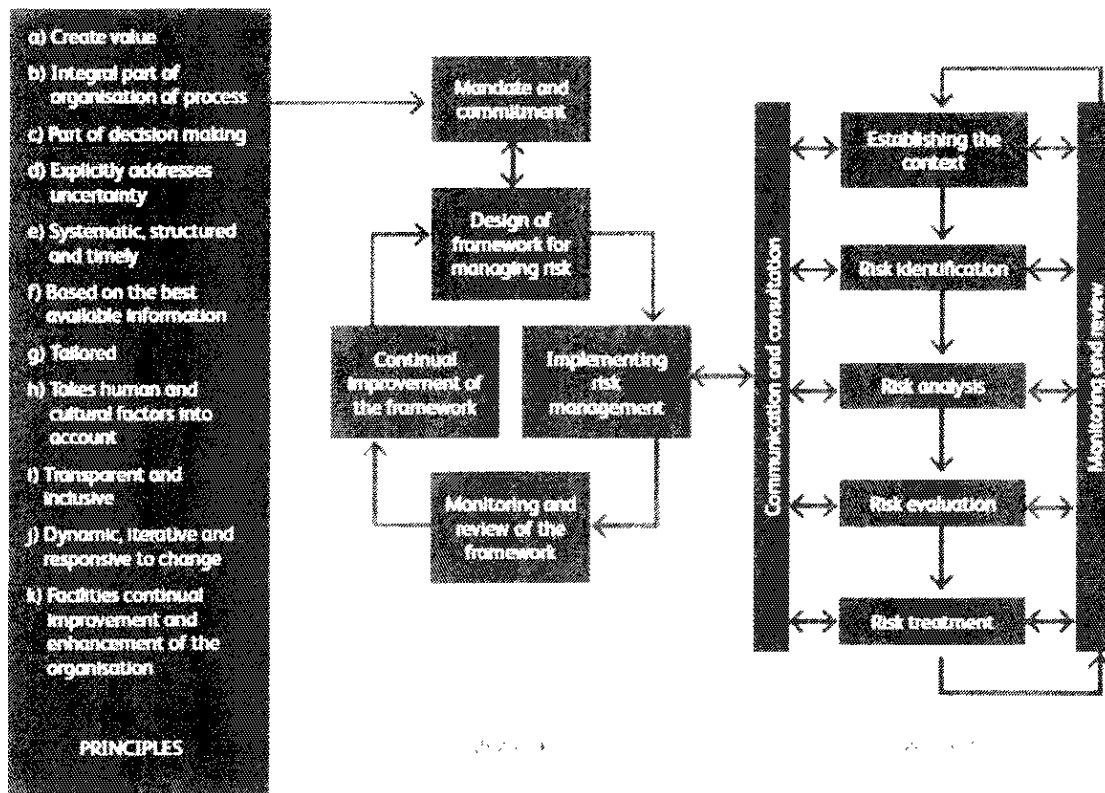 a) Create value
b) Integral part of
organisation of process
c) Part of decision making
d) Explicitly addresses
uncertainty
e) Systematic, structured
and timely
f) Based on the best
available information
g) Tailored
h) Takes human and
cultural factors into
account
i) Transparent and
inclusive
j) Dynamic, iterative and
responsive to change
k) Facilities continual
improvement and
enhancement of the
organisation
PRINCIPLES
Mandate and
commitment
Design of
framework for
managing risk
Continual
improvement of
the framework
Implementing
risk
management
Monitoring and
review of the
framework
Communication and consultation
Establishing the
context
Risk identification
Risk analysis
Risk evaluation
Risk treatment
Monitoring and review